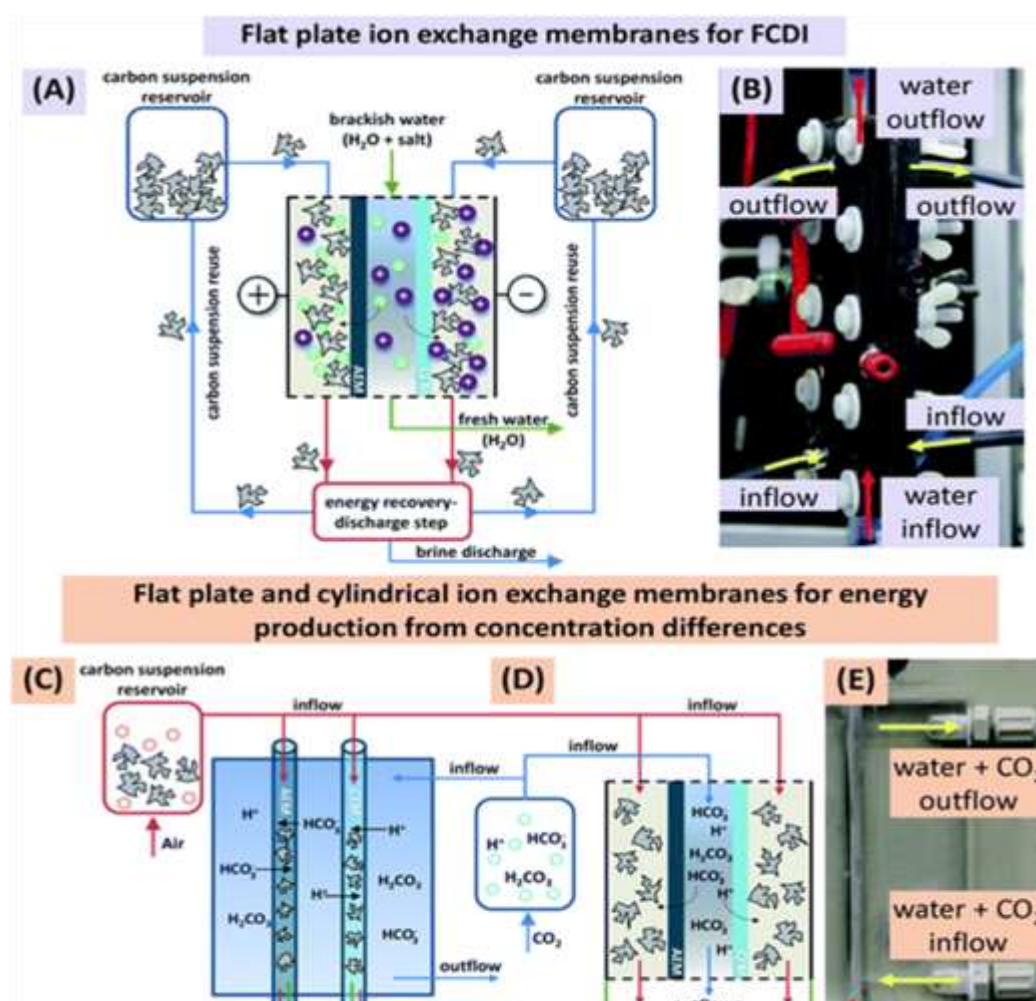 Flat plate ion exchange membranes for FCDI
(A)
carbon suspension
reservoir
brackish water
(H₂O + salt)
carbon suspension
reservoir
carbon suspension reuse
+
−
AEM
carbon suspension reuse
fresh water
(H₂O)
energy recovery-
discharge step
brine discharge
(B)
water
outflow
outflow
outflow
inflow
inflow
water
inflow
Flat plate and cylindrical ion exchange membranes for energy
production from concentration differences
(C)
carbon suspension
reservoir
Air
inflow
inflow
AEM
H⁺
HCO₃⁻
H⁺
HCO₃⁻
H⁺
H₂CO₃
H₂CO₃
HCO₃⁻
outflow
(D)
inflow
inflow
H⁺
HCO₃⁻
H₂CO₃
CO₂
HCO₃⁻
H⁺
H₂CO₃
HCO₃⁻
H⁺
HCO₃⁻
H⁺
AEM
(E)
water + CO₂
outflow
water + CO₂
inflow